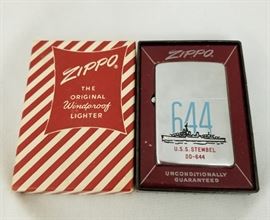 ZIPPO
THE
ORIGINAL
Windproof
LIGHTER
ZIPPO
644
U.S.S. STEMBEL
DD-644
UNCONDITIONALLY
GUARANTEED